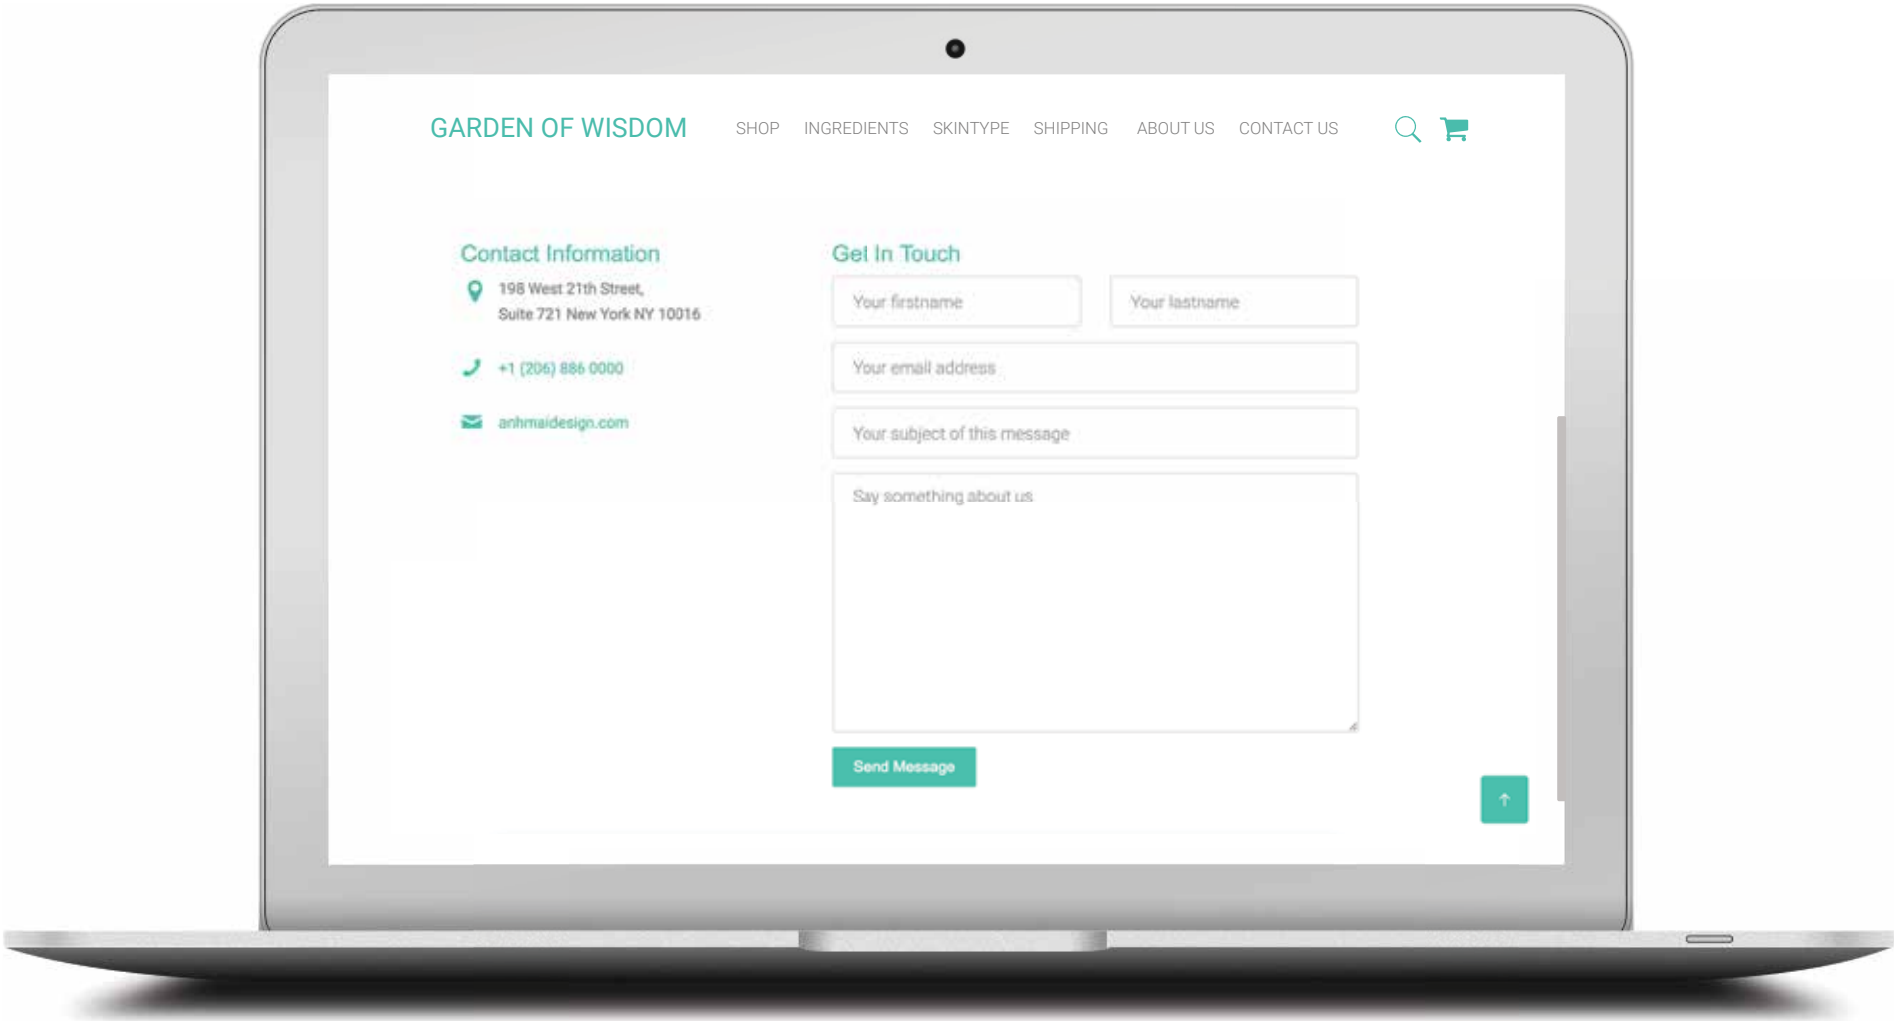 GARDEN OF WISDOM SHOP INGREDIENTS SKINTYPE SHIPPING ABOUT US CONTACT US
Contact Information
198 West 21th Street,
Suite 721 New York NY 10016
+1 (206) 886 0000
anhmaidesign.com
Get In Touch
Your firstname Your lastname
Your email address
Your subject of this message
Say something about us
Send Message